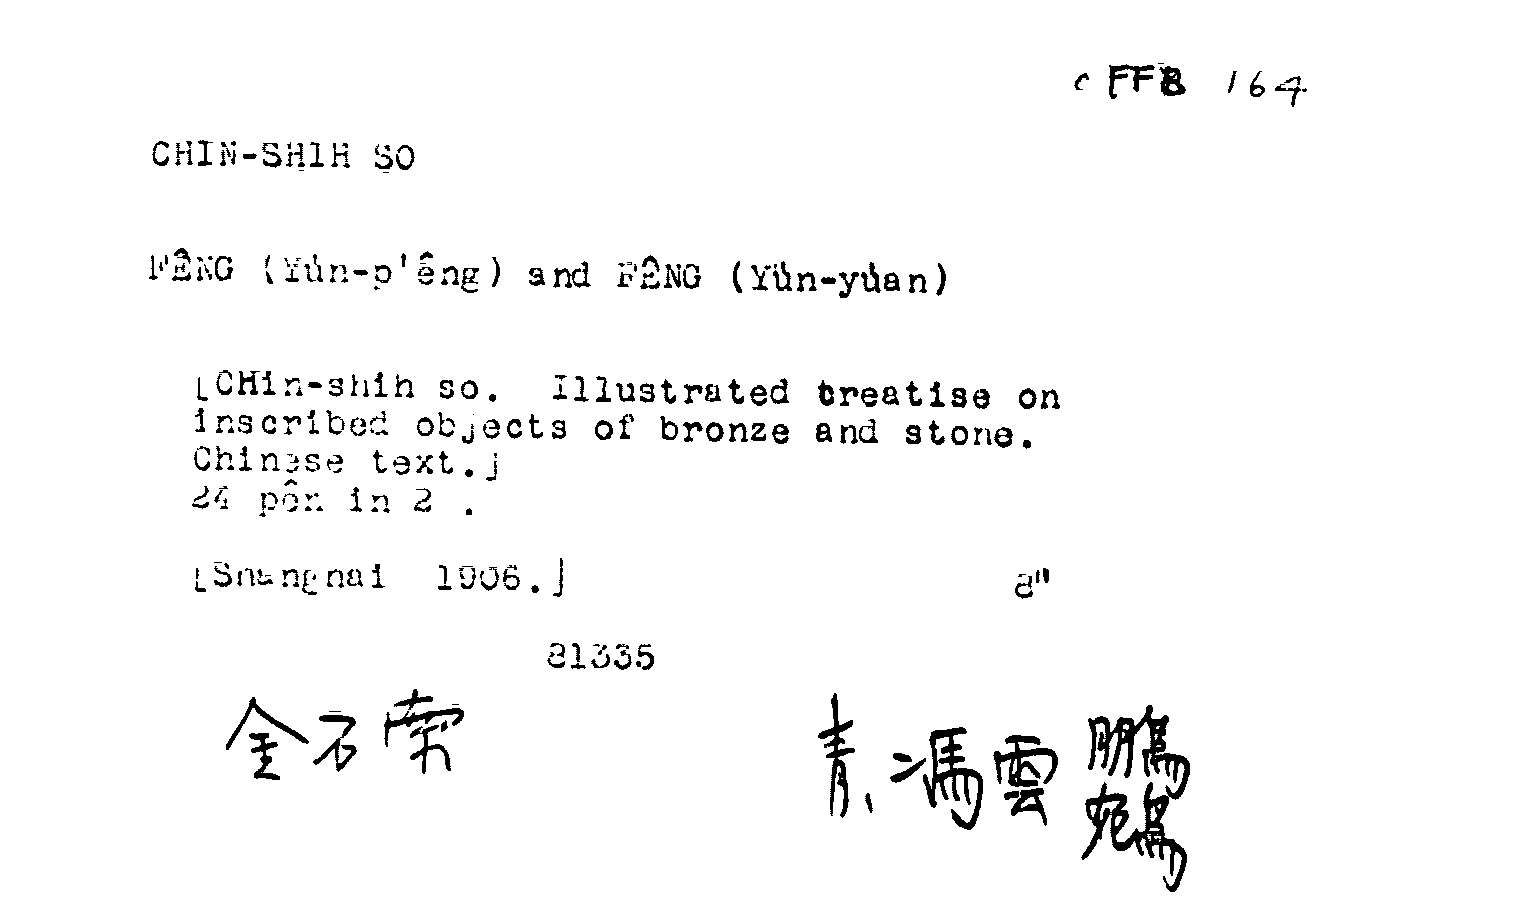 c FFB 164
CHIN-SHIH SO
FÊNG (Yün-p'êng) and FÊNG (Yün-yüan)
[CHin-shih so. Illustrated treatise on
inscribed objects of bronze and stone.
Chinese text.]
24 pên in 2 .
[Shanghai 1906.]
8"
81335
金石索
青、馮雲鵬
鵷